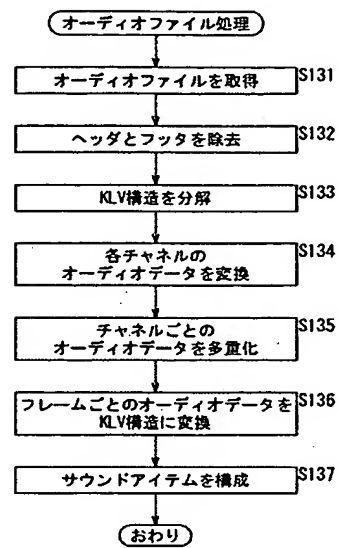 オーディオファイル処理
オーディオファイルを取得
S131
ヘッダとフッタを除去
S132
KLV構造を分解
S133
各チャネルの
オーディオデータを変換
S134
チャネルごとの
オーディオデータを多重化
S135
フレームごとのオーディオデータを
KLV構造に変換
S136
サウンドアイテムを構成
S137
おわり